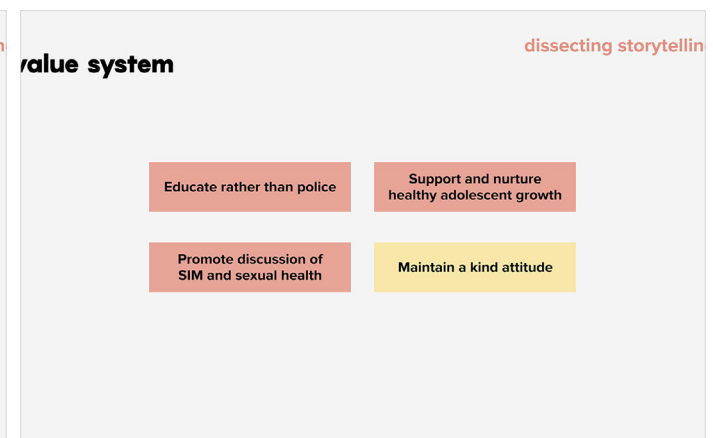 dissecting storytellin
value system
Educate rather than police
Support and nurture
healthy adolescent growth
Promote discussion of
SIM and sexual health
Maintain a kind attitude